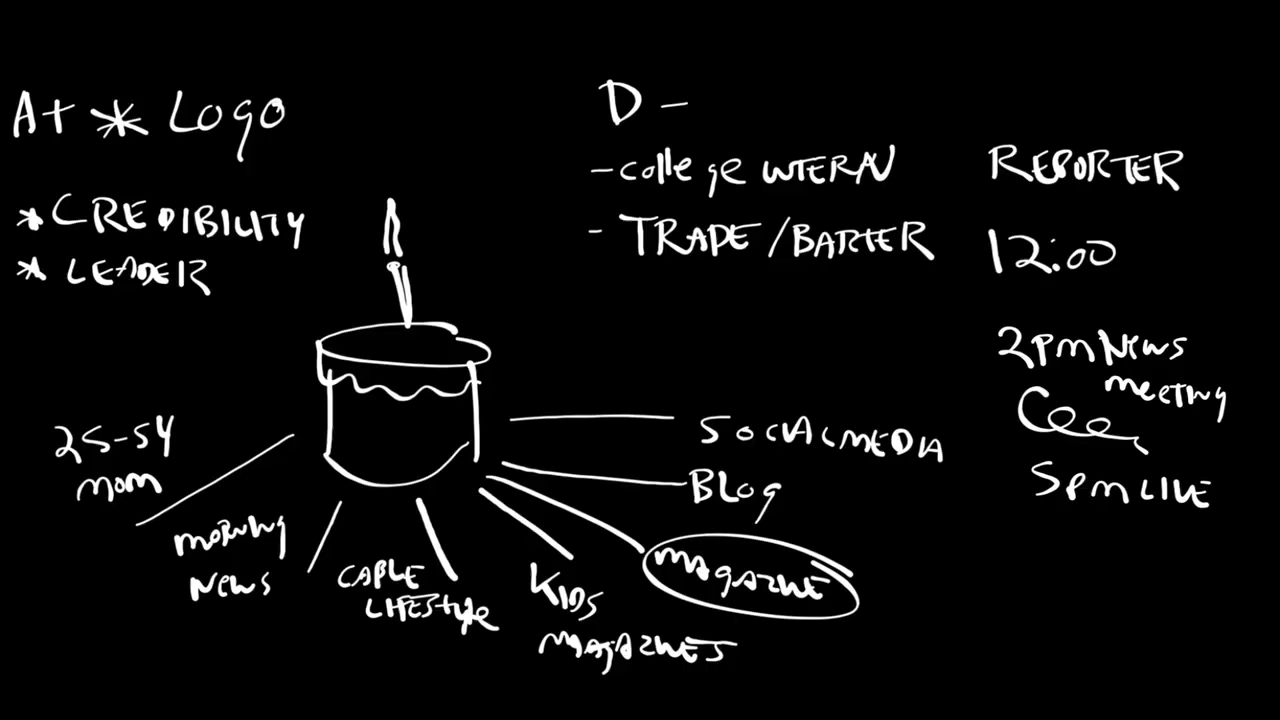 A+ * LOGO
* CREDIBILITY
* LEADER
D -
- college INTERN
- TRADE/BARTER
REPORTER
12:00
2PM NEWS
MEETING
5PM LIVE
25-54
MOM
MORNING
NEWS
CABLE
LIFESTYLE
KIDS
MAGAZINES
MAGAZINE
BLOG
SOCIAL MEDIA